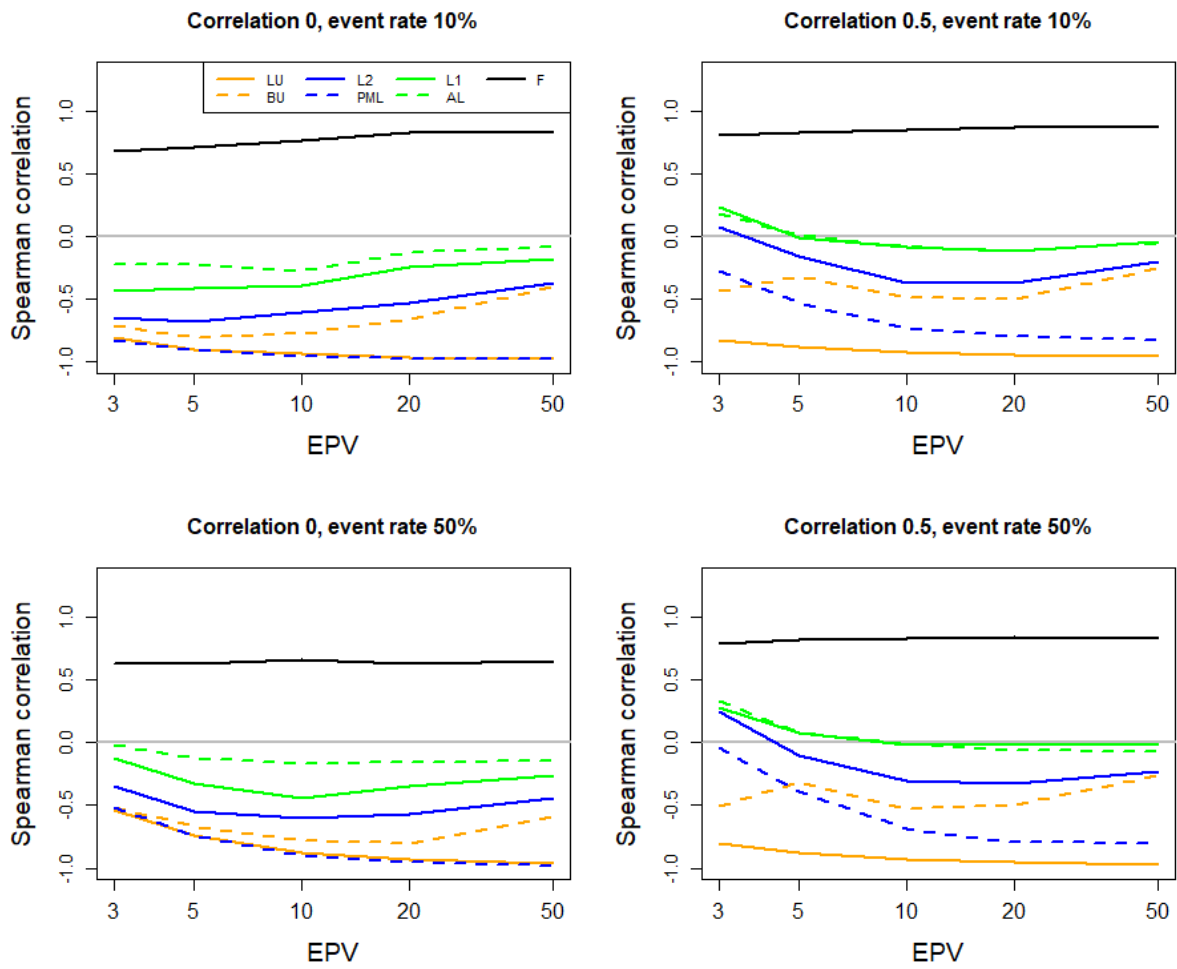 Correlation 0, event rate 10%
Spearman correlation
1.0
0.5
0.0
-0.5
-1.0
LU L2 L1 F
BU PML AL
3 5 10 20 50
EPV
Correlation 0.5, event rate 10%
Spearman correlation
1.0
0.5
0.0
-0.5
-1.0
3 5 10 20 50
EPV
Correlation 0, event rate 50%
Spearman correlation
1.0
0.5
0.0
-0.5
-1.0
3 5 10 20 50
EPV
Correlation 0.5, event rate 50%
Spearman correlation
1.0
0.5
0.0
-0.5
-1.0
3 5 10 20 50
EPV